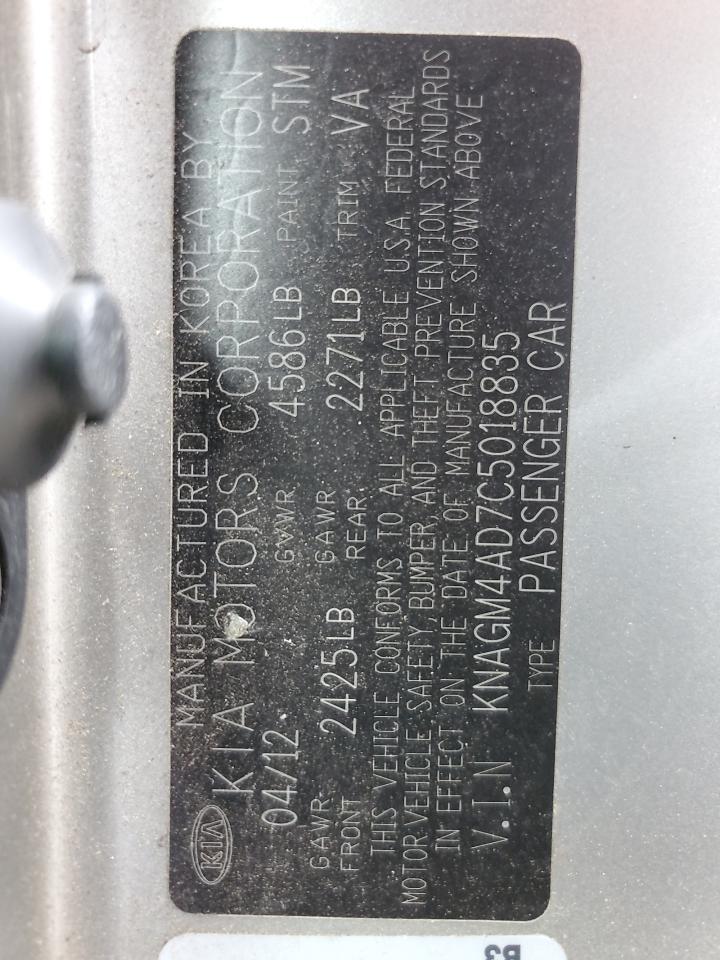 KIA
MANUFACTURED IN KOREA BY
KIA MOTORS CORPORATION
04/12 GVWR 4586LB PAINT STM
GAWR FRONT 2425LB GAWR REAR 2271LB TRIM VA
THIS VEHICLE CONFORMS TO ALL APPLICABLE U.S.A. FEDERAL
MOTOR VEHICLE SAFETY, BUMPER, AND THEFT PREVENTION STANDARDS
IN EFFECT ON THE DATE OF MANUFACTURE SHOWN ABOVE
V.I.N KNAGM4AD7C5018835
TYPE PASSENGER CAR
B3